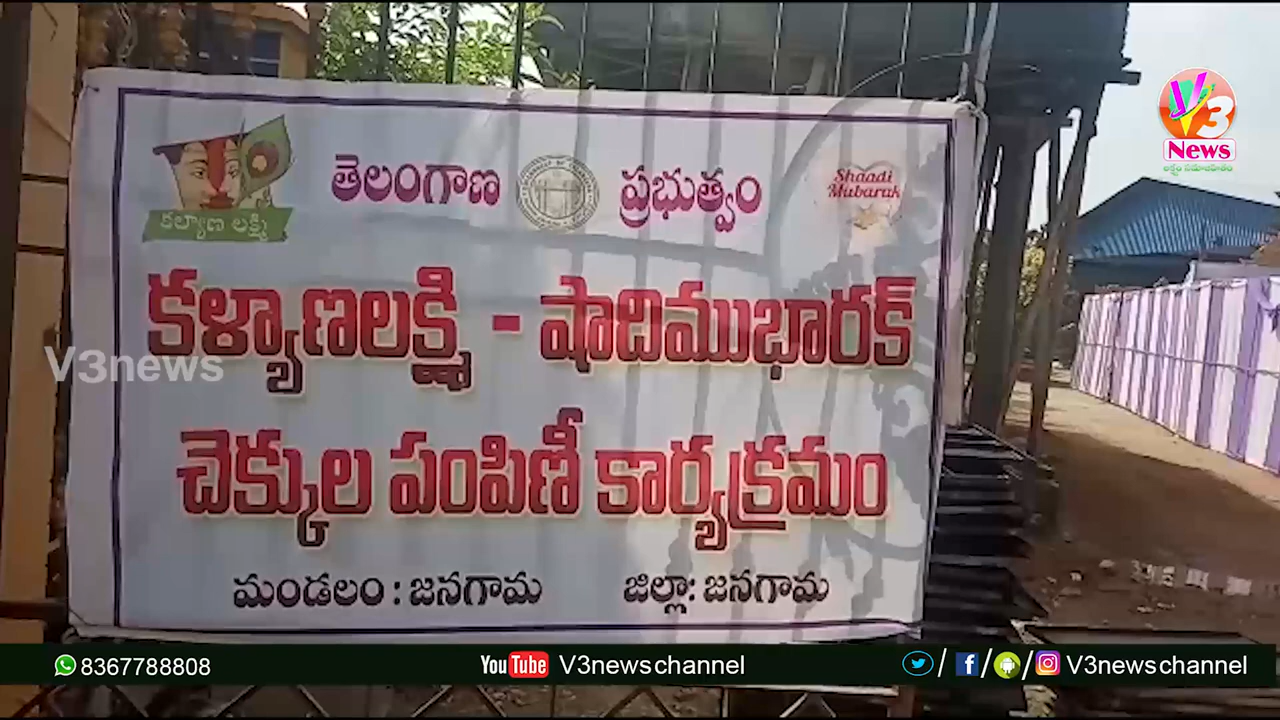 V3
News
తెలంగాణ ప్రభుత్వం
కల్యాణ లక్ష్మి
Shaadi
Mubarak
కళ్యాణలక్ష్మి - షాదిముభారక్
V3news
చెక్కుల పంపిణీ కార్యక్రమం
మండలం : జనగామ జిల్లా: జనగామ
8367788808 YouTube V3newschannel / / / V3newschannel